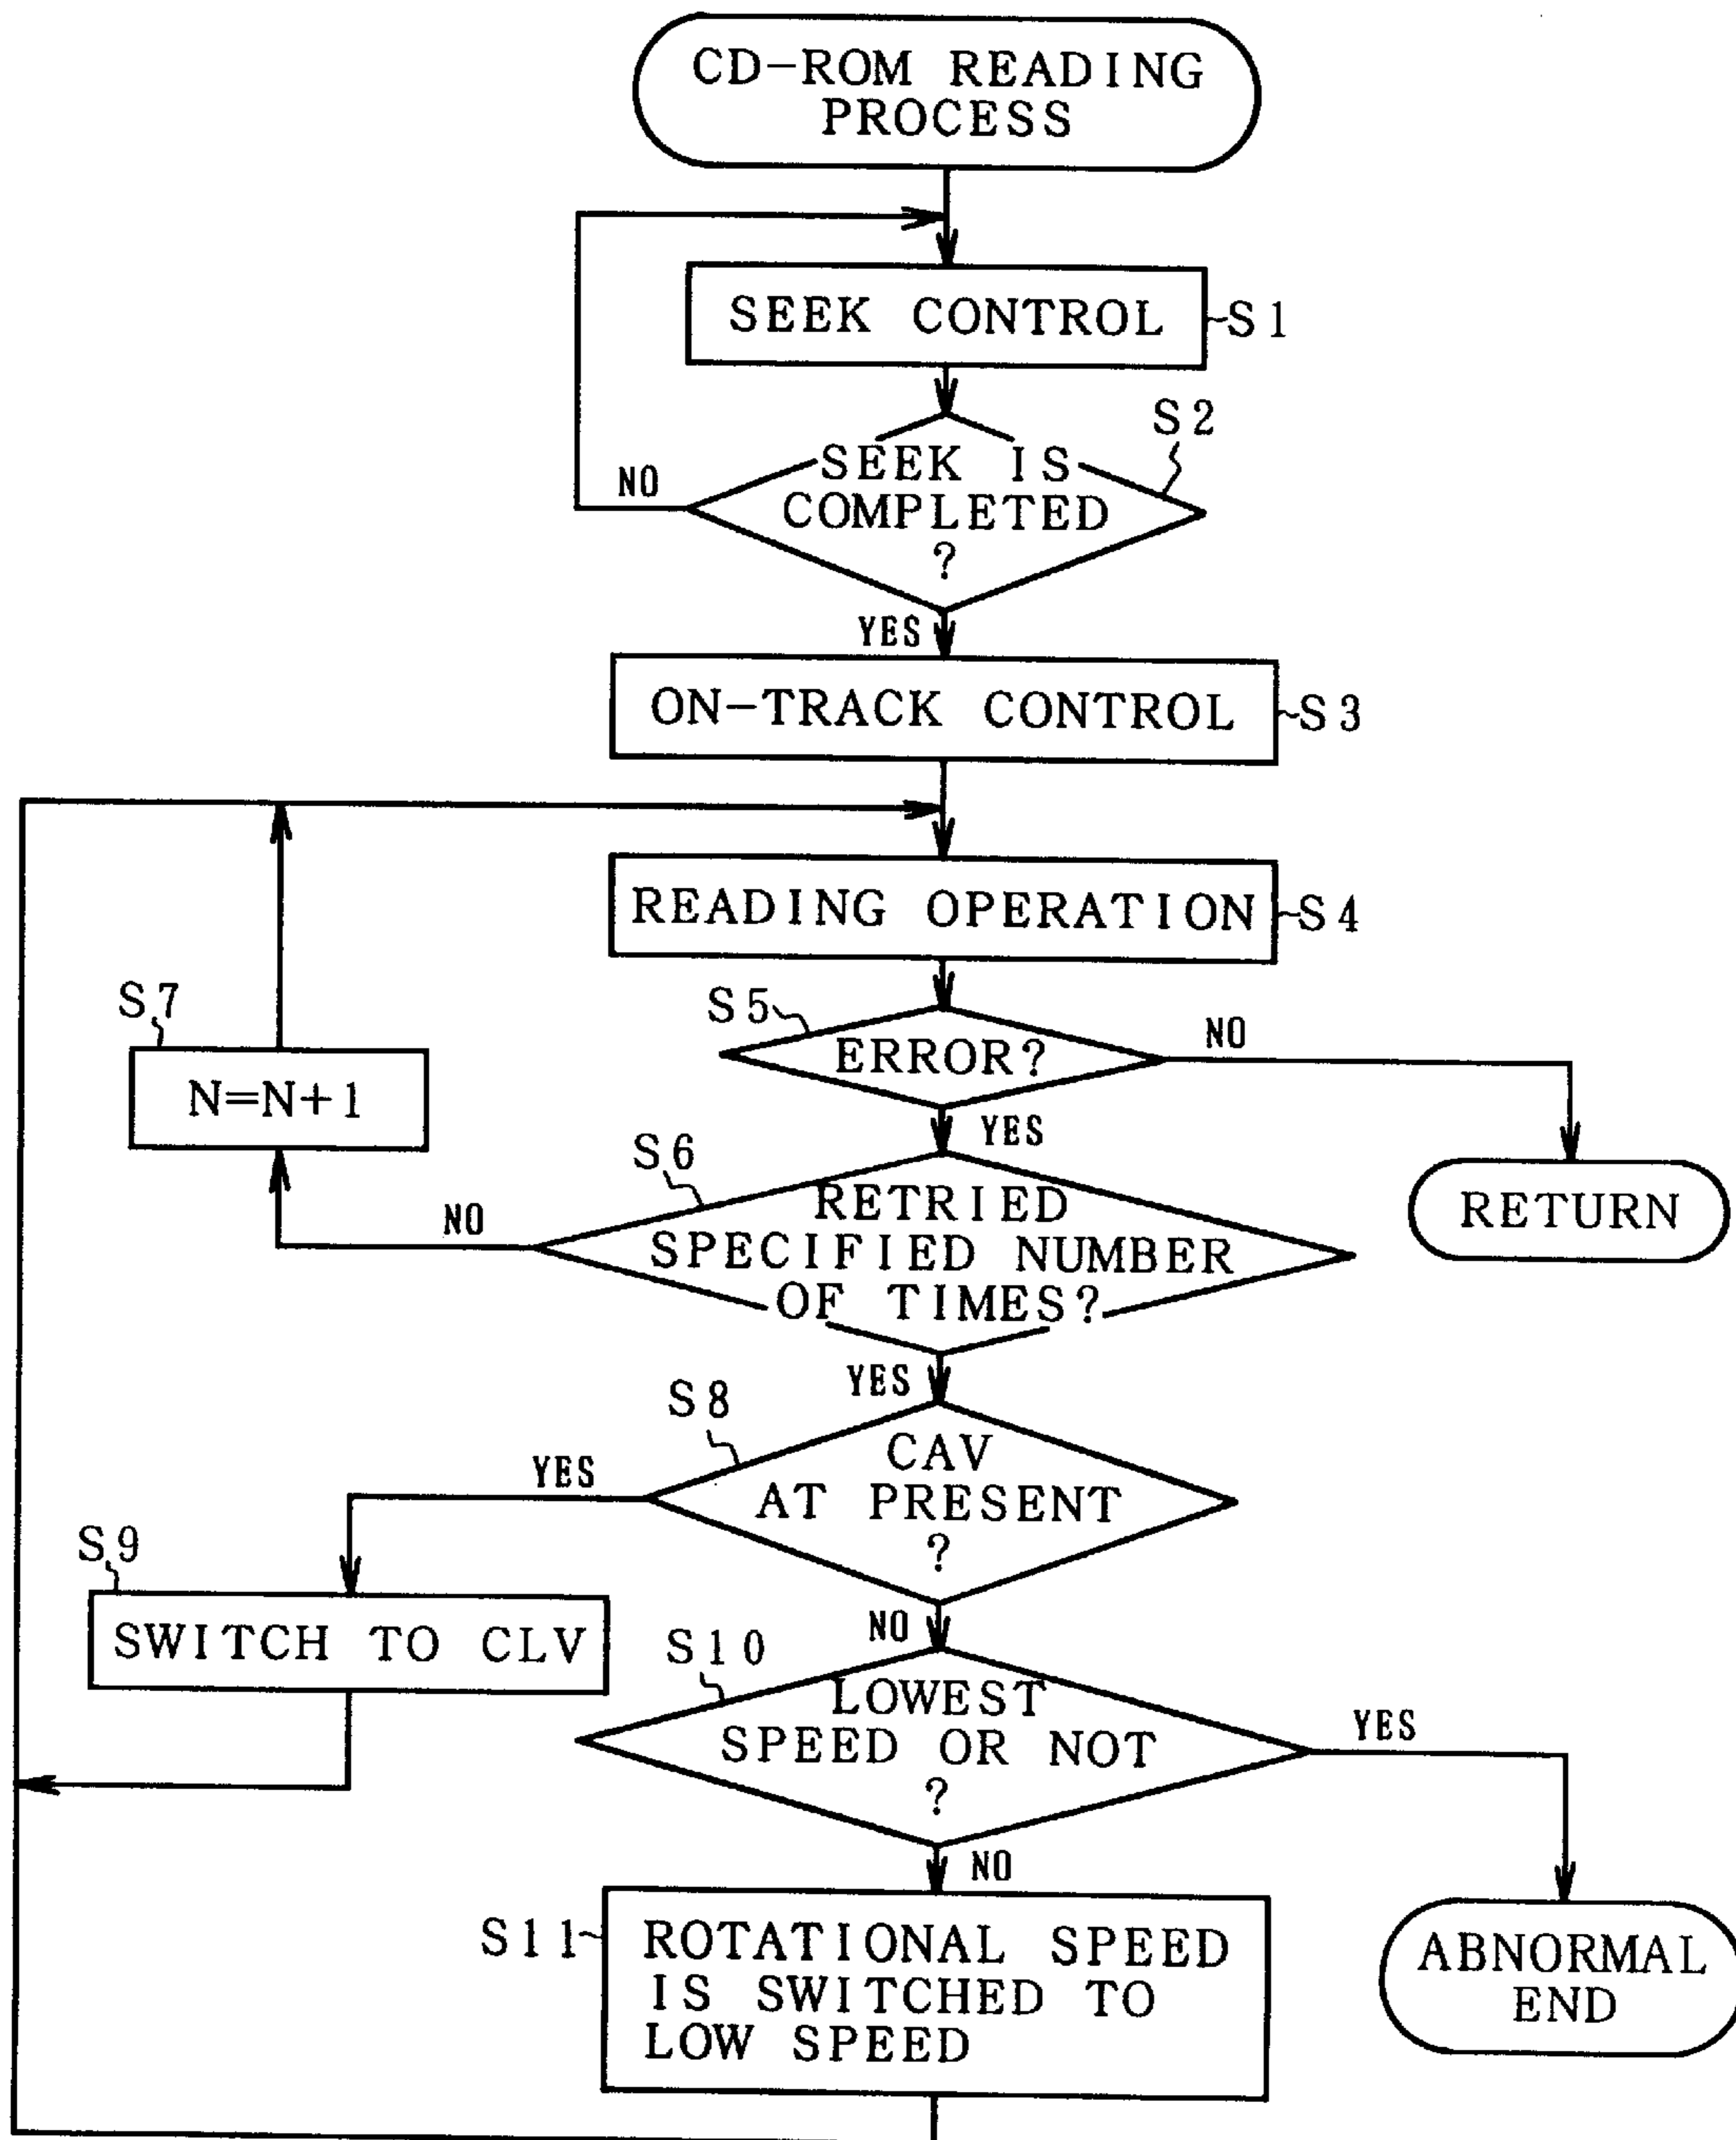 CD-ROM READING
PROCESS
SEEK CONTROL
S1
S2
SEEK IS
COMPLETED
?
NO
YES
ON-TRACK CONTROL
S3
READING OPERATION
S4
S5
ERROR?
NO
S7
N=N+1
YES
S6
RETRIED
SPECIFIED NUMBER
OF TIMES?
NO
RETURN
YES
S8
CAV
AT PRESENT
?
YES
S9
SWITCH TO CLV
NO
S10
LOWEST
SPEED OR NOT
?
YES
NO
S11
ROTATIONAL SPEED
IS SWITCHED TO
LOW SPEED
ABNORMAL
END